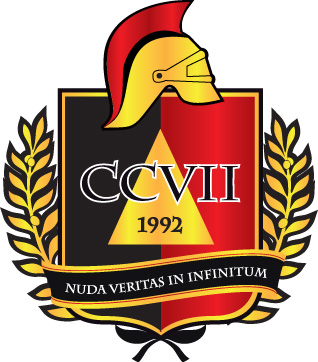 CCVII
1992
NUDA VERITAS IN INFINITUM